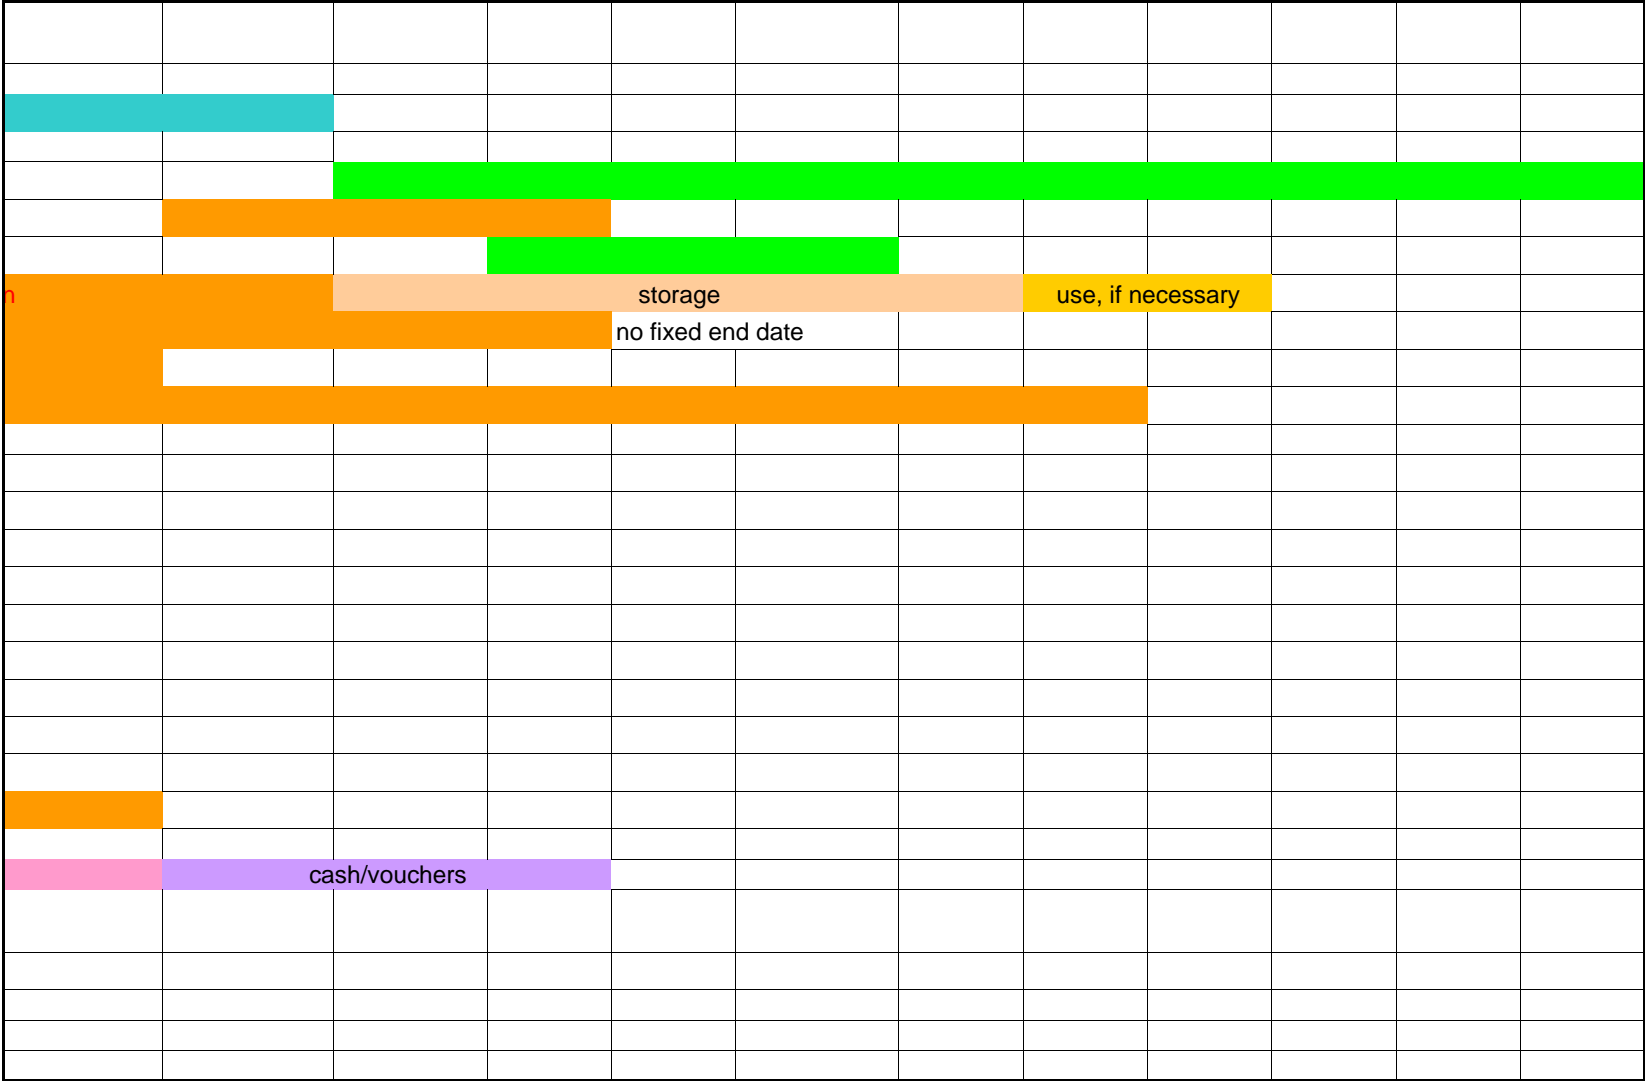 n
storage
use, if necessary
no fixed end date
cash/vouchers